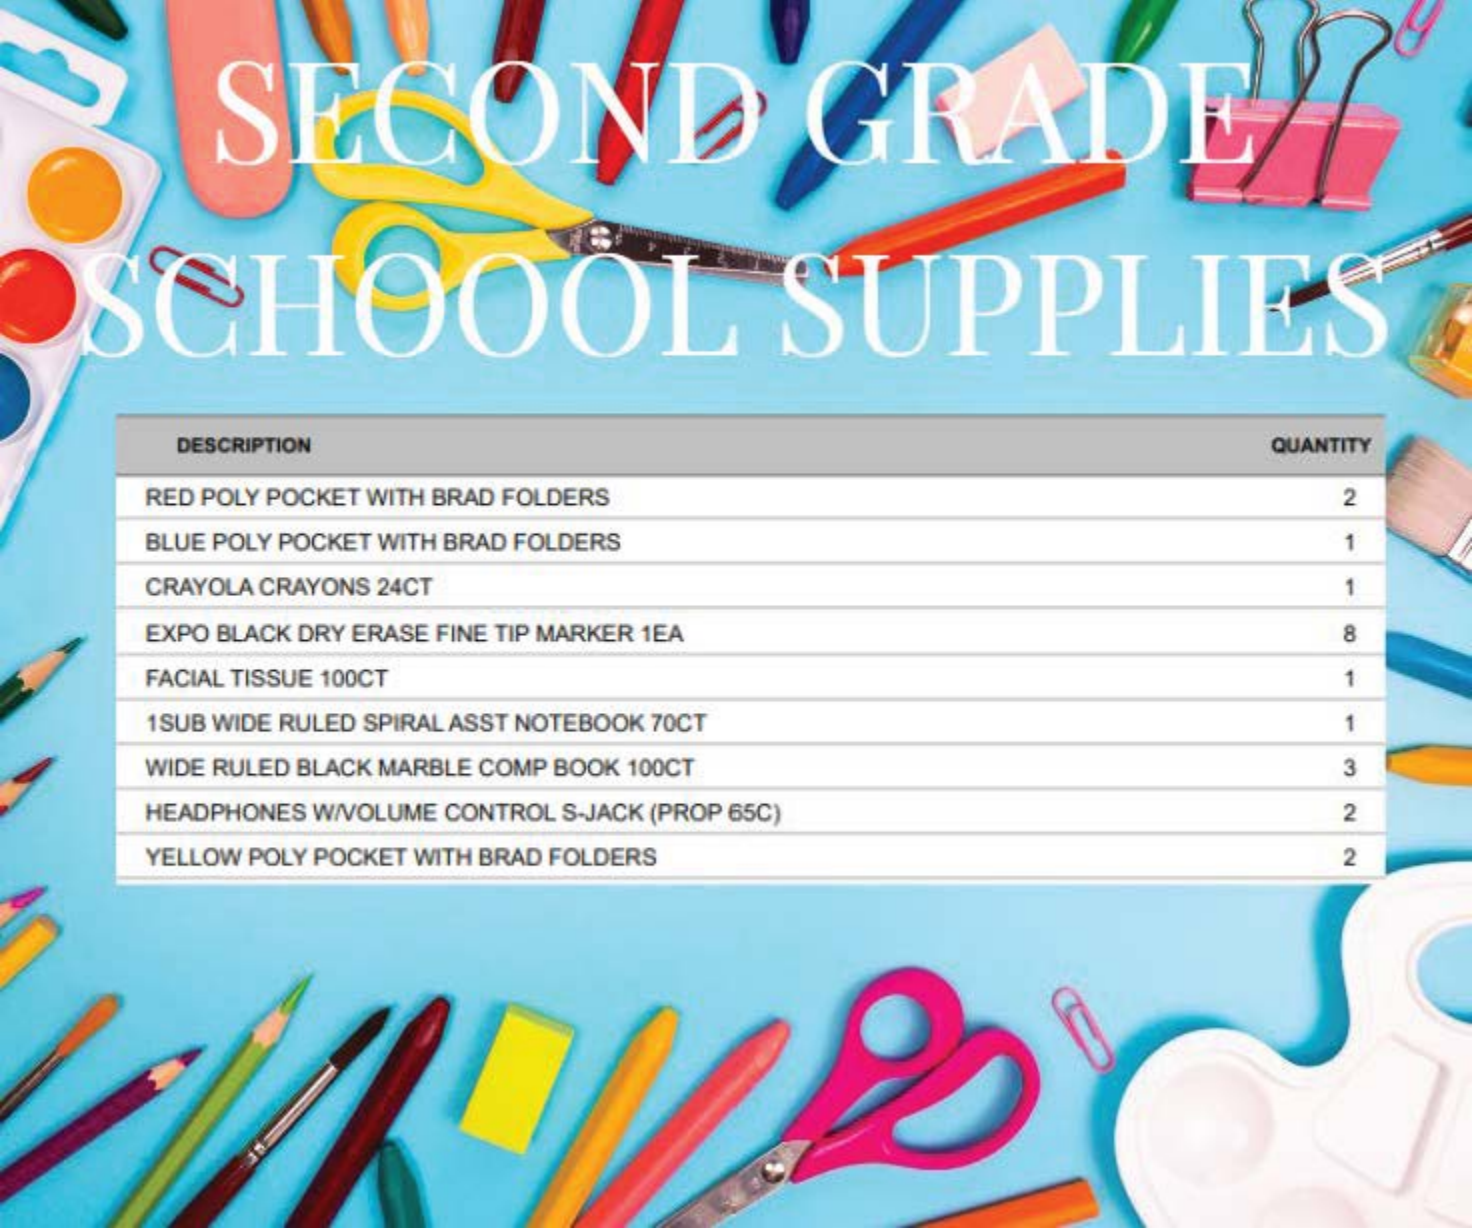 SECOND GRADE
SCHOOOL SUPPLIES
DESCRIPTION QUANTITY
RED POLY POCKET WITH BRAD FOLDERS 2
BLUE POLY POCKET WITH BRAD FOLDERS 1
CRAYOLA CRAYONS 24CT 1
EXPO BLACK DRY ERASE FINE TIP MARKER 1EA 8
FACIAL TISSUE 100CT 1
1SUB WIDE RULED SPIRAL ASST NOTEBOOK 70CT 1
WIDE RULED BLACK MARBLE COMP BOOK 100CT 3
HEADPHONES W/VOLUME CONTROL S-JACK (PROP 65C) 2
YELLOW POLY POCKET WITH BRAD FOLDERS 2